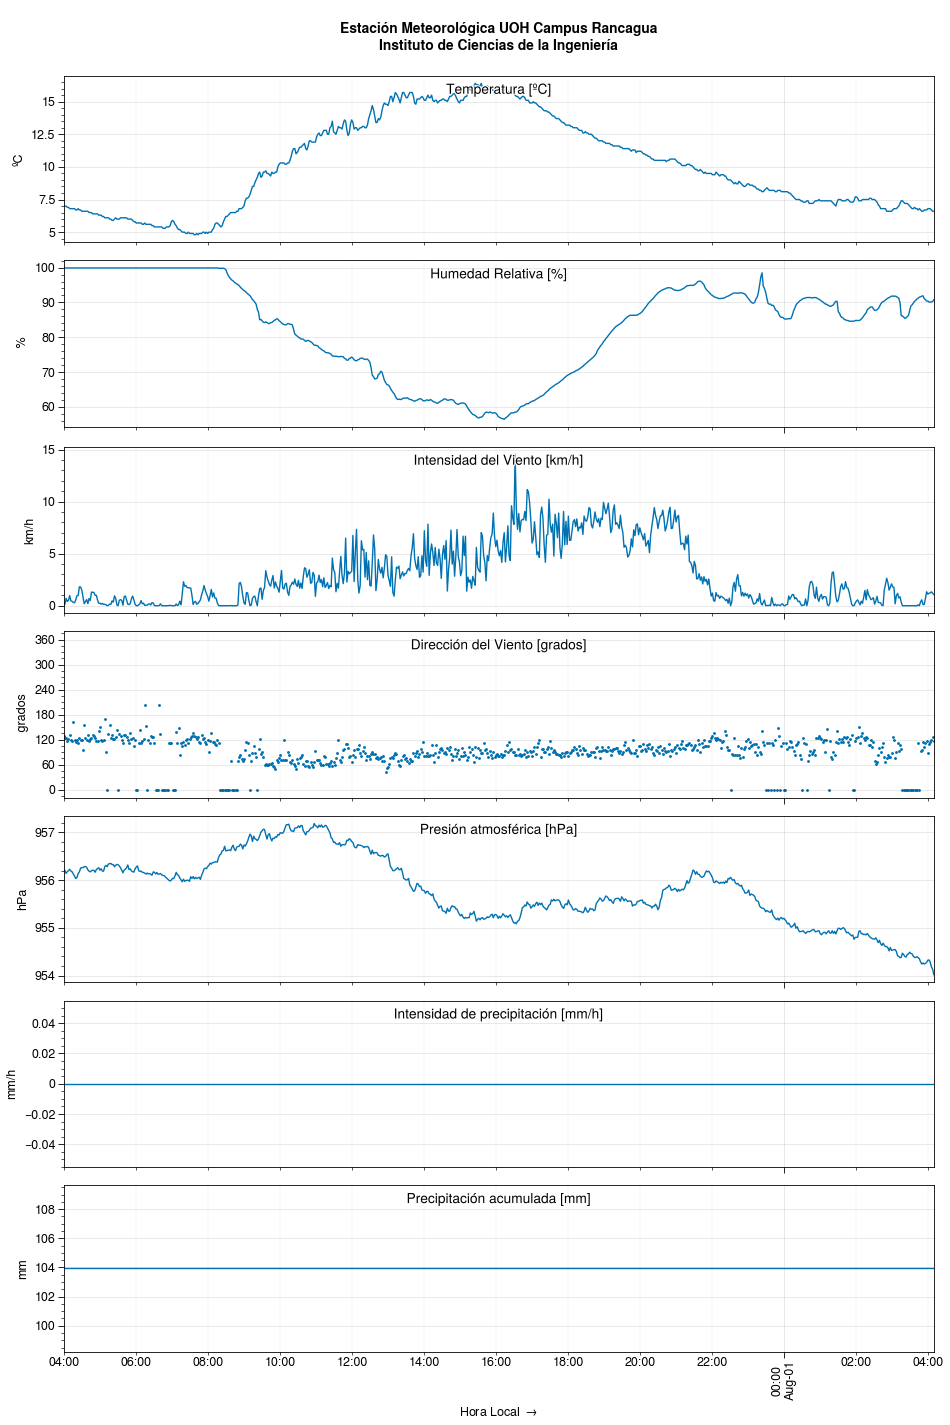 Estación Meteorológica UOH Campus Rancagua
Instituto de Ciencias de la Ingeniería
Temperatura [ºC]
15
12.5
10
7.5
5
ºC
Humedad Relativa [%]
100
90
80
70
60
%
Intensidad del Viento [km/h]
15
10
5
0
km/h
Dirección del Viento [grados]
360
300
240
180
120
60
0
grados
Presión atmosférica [hPa]
957
956
955
954
hPa
Intensidad de precipitación [mm/h]
0.04
0.02
0
−0.02
−0.04
mm/h
Precipitación acumulada [mm]
108
106
104
102
100
mm
04:00 06:00 08:00 10:00 12:00 14:00 16:00 18:00 20:00 22:00 00:00 02:00 04:00
Aug-01
Hora Local →